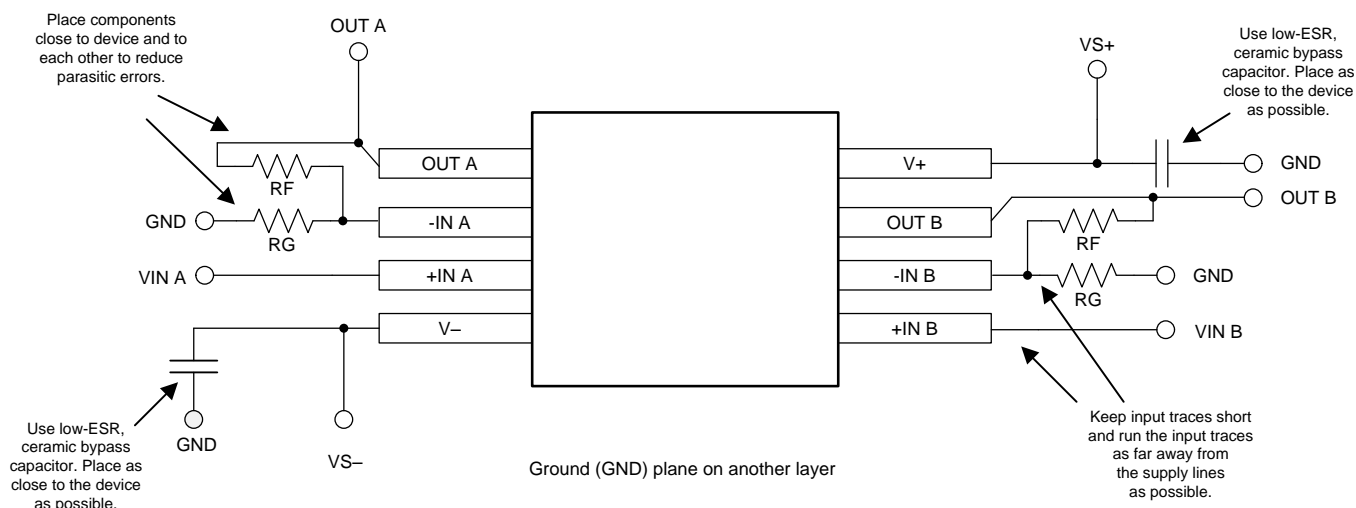 Place components
close to device and to
each other to reduce
parasitic errors.
OUT A
VS+
Use low-ESR,
ceramic bypass
capacitor. Place as
close to the device
as possible.
OUT A
V+
GND
RF
OUT B
GND
RG
-IN A
OUT B
RF
VIN A
+IN A
-IN B
RG
GND
V–
+IN B
VIN B
Use low-ESR,
ceramic bypass
capacitor. Place as
close to the device
as possible.
GND
VS–
Ground (GND) plane on another layer
Keep input traces short
and run the input traces
as far away from
the supply lines
as possible.